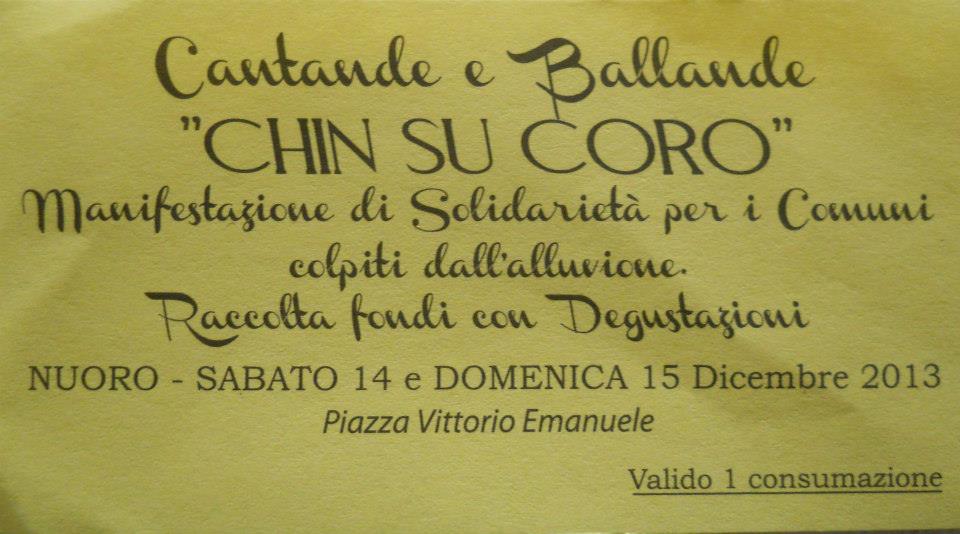 Cantande e Ballande
"CHIN SU CORO"
Manifestazione di Solidarietà per i Comuni
colpiti dall'alluvione.
Raccolta fondi con Degustazioni
NUORO - SABATO 14 e DOMENICA 15 Dicembre 2013
Piazza Vittorio Emanuele
Valido 1 consumazione